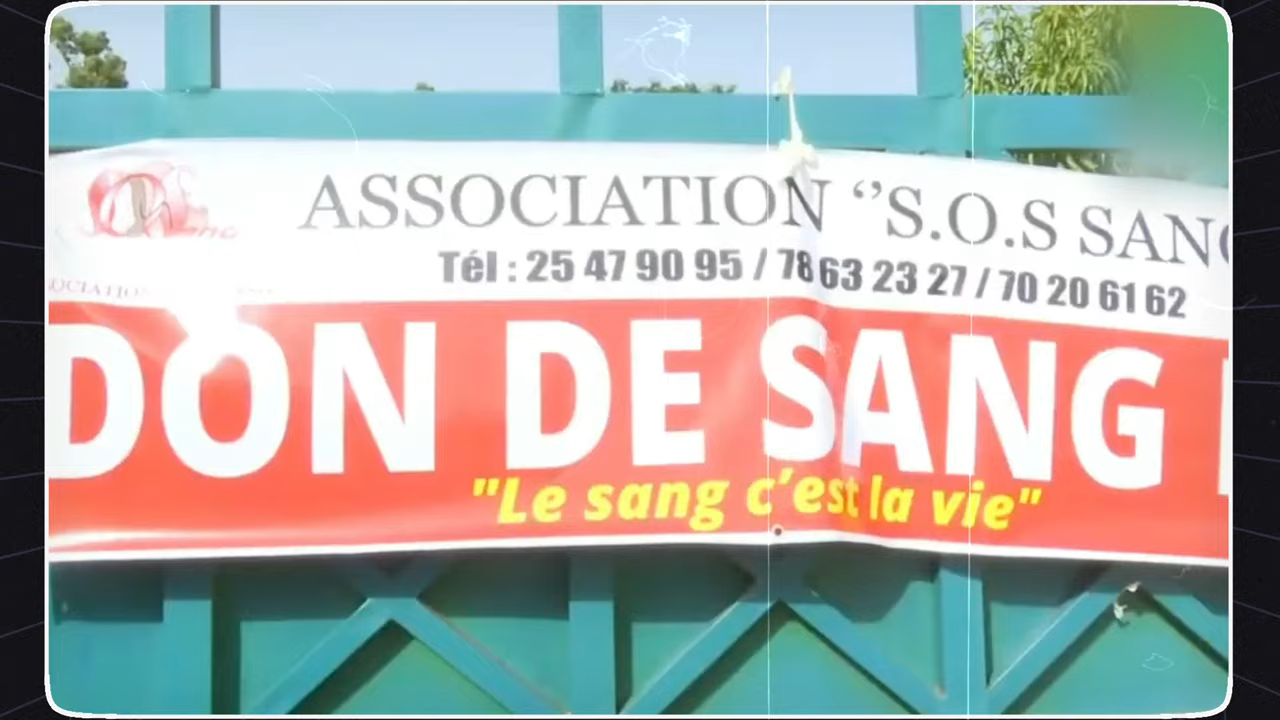 ASSOCIATION “S.O.S SANG
Tél : 25 47 90 95 / 78 63 23 27 / 70 20 61 62
DON DE SANG
"Le sang c'est la vie"